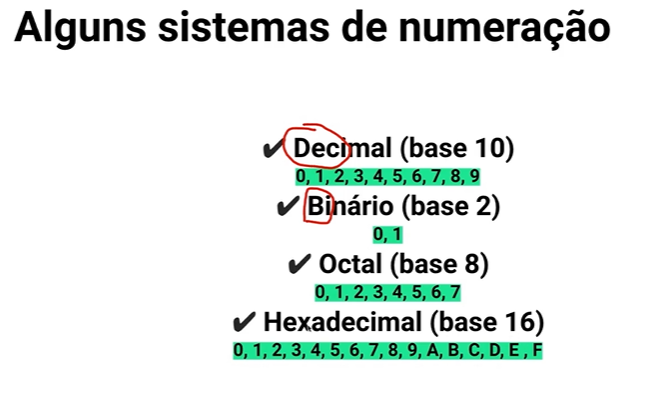 Alguns sistemas de numeração
✔ Decimal (base 10)
0, 1, 2, 3, 4, 5, 6, 7, 8, 9
✔ Binário (base 2)
0, 1
✔ Octal (base 8)
0, 1, 2, 3, 4, 5, 6, 7
✔ Hexadecimal (base 16)
0, 1, 2, 3, 4, 5, 6, 7, 8, 9, A, B, C, D, E , F